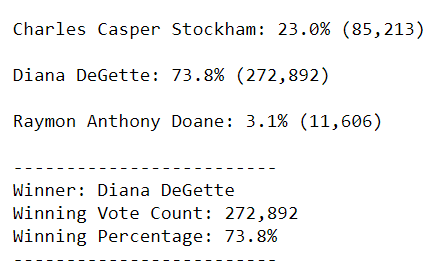 Charles Casper Stockham: 23.0% (85,213)
Diana DeGette: 73.8% (272,892)
Raymon Anthony Doane: 3.1% (11,606)
-------------------------
Winner: Diana DeGette
Winning Vote Count: 272,892
Winning Percentage: 73.8%
-------------------------